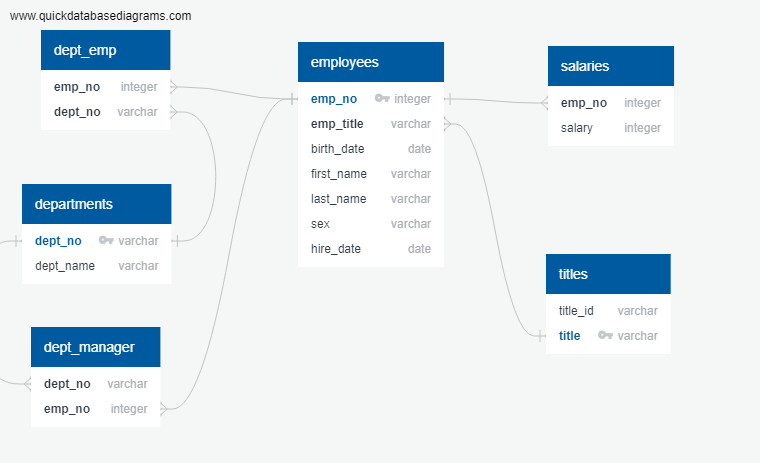 www.quickdatabasediagrams.com
dept_emp
emp_no integer
dept_no varchar
employees
emp_no integer
emp_title varchar
birth_date date
first_name varchar
last_name varchar
sex varchar
hire_date date
salaries
emp_no integer
salary integer
departments
dept_no varchar
dept_name varchar
titles
title_id varchar
title varchar
dept_manager
dept_no varchar
emp_no integer